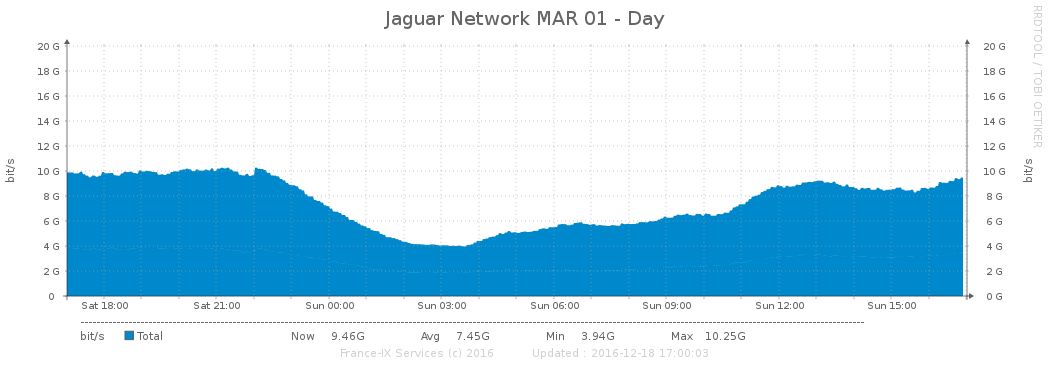 Jaguar Network MAR 01 - Day
RRDTOOL / TOBI OETIKER
bit/s
bit/s
20 G 20 G
18 G 18 G
16 G 16 G
14 G 14 G
12 G 12 G
10 G 10 G
8 G 8 G
6 G 6 G
4 G 4 G
2 G 2 G
0 0 G
Sat 18:00 Sat 21:00 Sun 00:00 Sun 03:00 Sun 06:00 Sun 09:00 Sun 12:00 Sun 15:00
bit/s Total Now 9.46G Avg 7.45G Min 3.94G Max 10.25G
France-IX Services (c) 2016 Updated : 2016-12-18 17:00:03